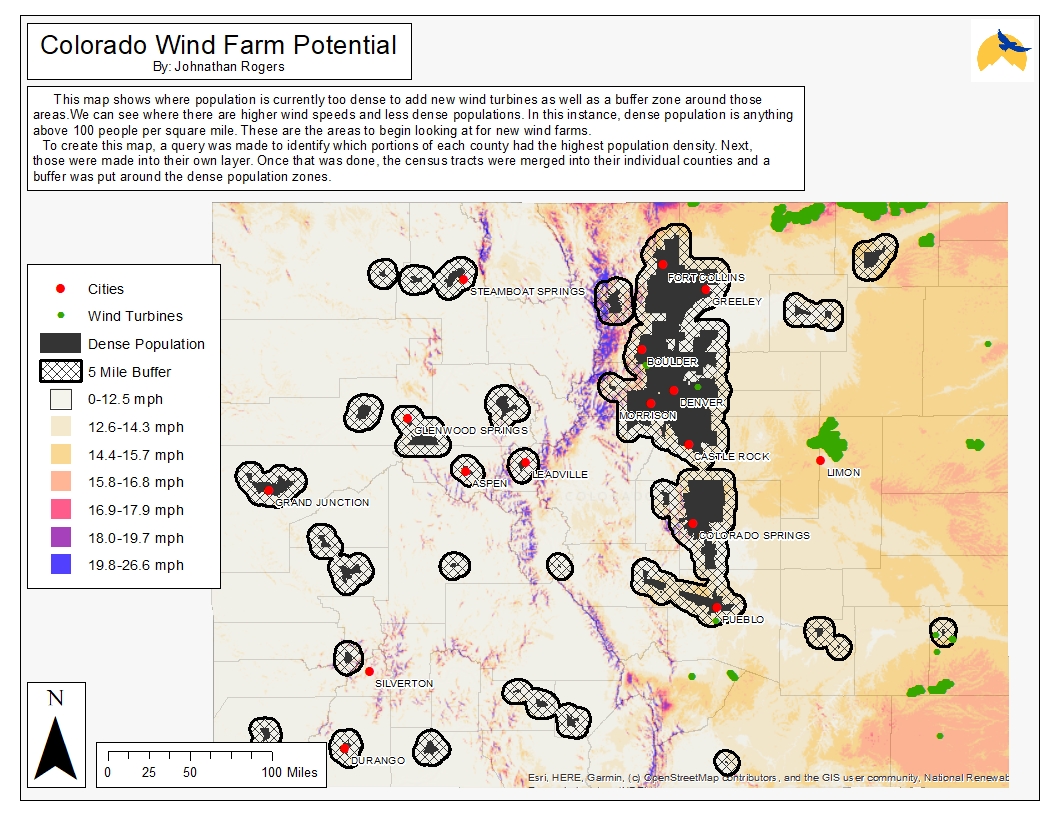 Colorado Wind Farm Potential
By: Johnathan Rogers
This map shows where population is currently too dense to add new wind turbines as well as a buffer zone around those
areas.We can see where there are higher wind speeds and less dense populations. In this instance, dense population is anything
above 100 people per square mile. These are the areas to begin looking at for new wind farms.
To create this map, a query was made to identify which portions of each county had the highest population density. Next,
those were made into their own layer. Once that was done, the census tracts were merged into their individual counties and a
buffer was put around the dense population zones.
Cities
Wind Turbines
Dense Population
5 Mile Buffer
0-12.5 mph
12.6-14.3 mph
14.4-15.7 mph
15.8-16.8 mph
16.9-17.9 mph
18.0-19.7 mph
19.8-26.6 mph
FORT COLLINS
STEAMBOAT SPRINGS
GREELEY
BOULDER
DENVER
MORRISON
GLENWOOD SPRINGS
CASTLE ROCK
LEADVILLE
LIMON
ASPEN
GRAND JUNCTION
COLORADO SPRINGS
PUEBLO
SILVERTON
DURANGO
N
0 25 50 100 Miles
Esri, HERE, Garmin, (c) OpenStreetMap contributors, and the GIS user community, National Renewab